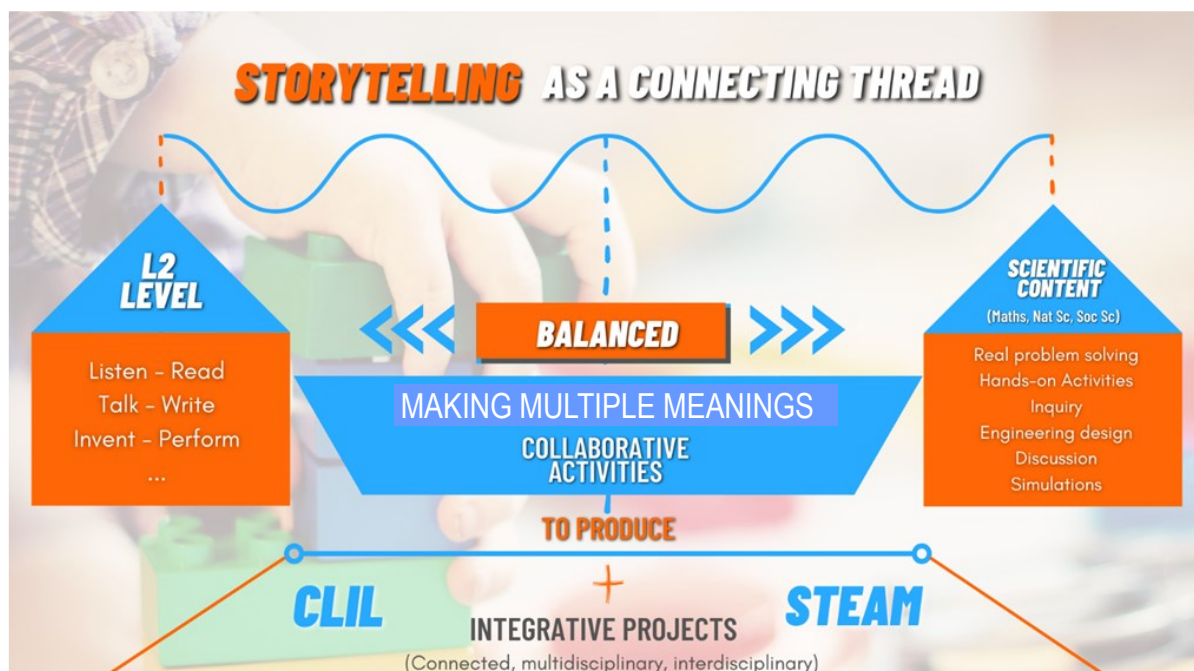 STORYTELLING AS A CONNECTING THREAD
L2
LEVEL
Listen – Read
Talk – Write
Invent – Perform
...
BALANCED
MAKING MULTIPLE MEANINGS
COLLABORATIVE
ACTIVITIES
SCIENTIFIC
CONTENT
(Maths, Nat Sc, Soc Sc)
Real problem solving
Hands-on Activities
Inquiry
Engineering design
Discussion
Simulations
TO PRODUCE
CLIL
+
STEAM
INTEGRATIVE PROJECTS
(Connected, multidisciplinary, interdisciplinary)